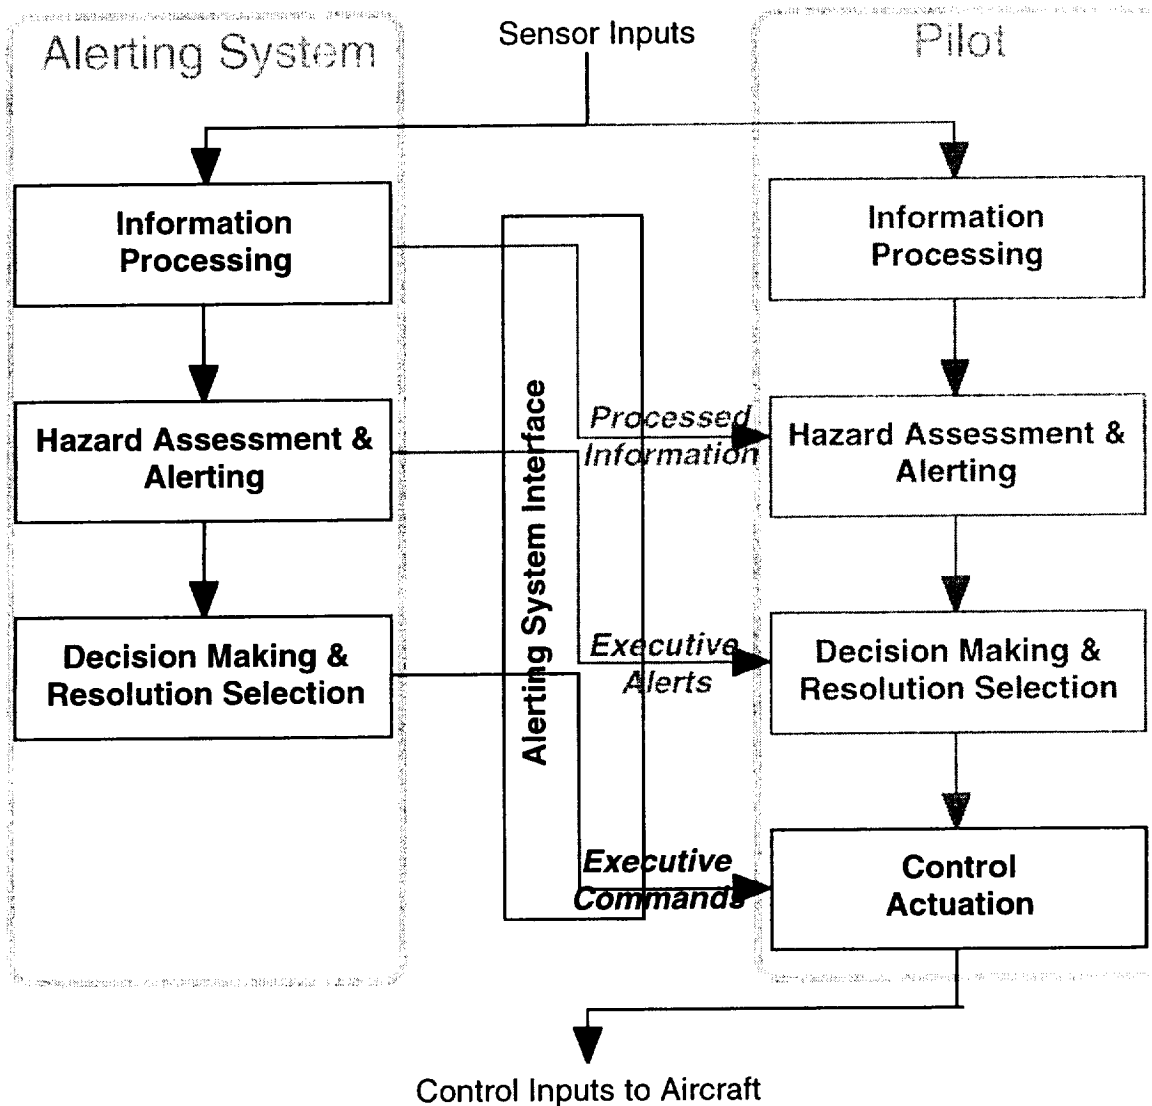 Sensor Inputs
Alerting System
Pilot
Information
Processing
Information
Processing
Alerting System Interface
Processed
Information
Hazard Assessment &
Alerting
Hazard Assessment &
Alerting
Executive
Alerts
Decision Making &
Resolution Selection
Decision Making &
Resolution Selection
Executive
Commands
Control
Actuation
Control Inputs to Aircraft